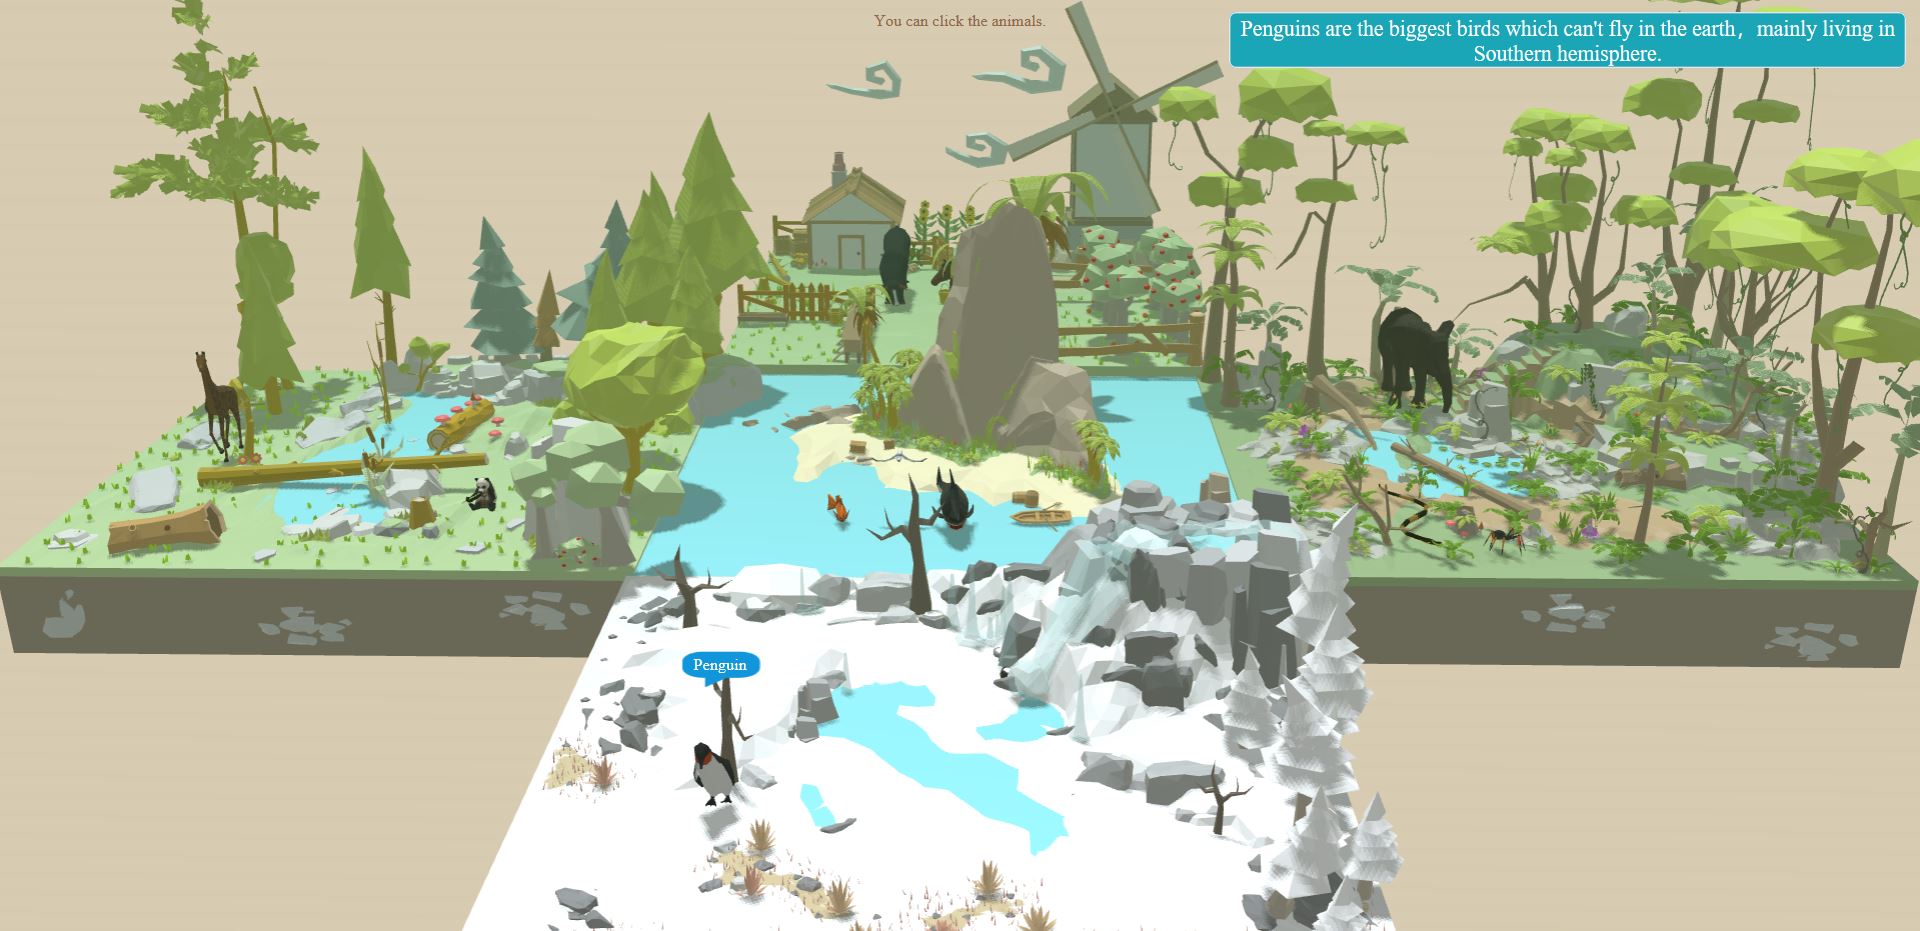 You can click the animals.
Penguins are the biggest birds which can't fly in the earth，mainly living in
Southern hemisphere.
Penguin